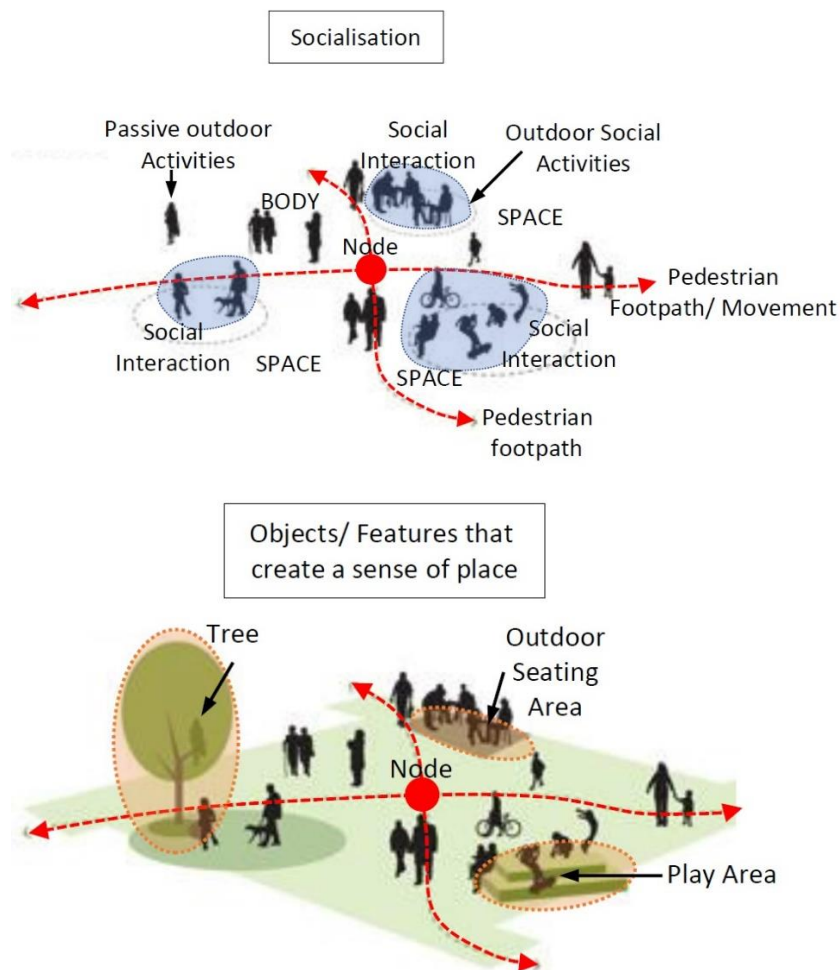 Socialisation
Passive outdoor
Activities
Social
Interaction
Outdoor Social
Activities
BODY
SPACE
Node
Pedestrian
Footpath/ Movement
Social
Interaction
SPACE
Social
Interaction
SPACE
Pedestrian
footpath
Objects/ Features that
create a sense of place
Tree
Outdoor
Seating
Area
Node
Play Area